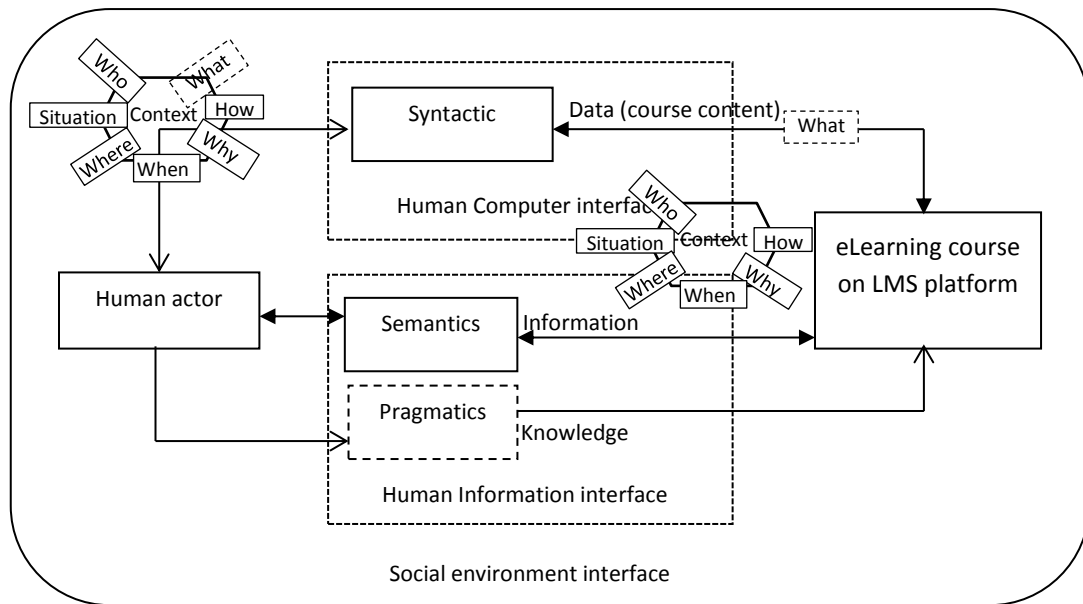 Who
What
Situation
Context
How
Where
When
Why
Syntactic
Data (course content)
What
Human Computer interfac
Who
Situation
Context
How
Where
When
Why
eLearning course
on LMS platform
Human actor
Semantics
Information
Pragmatics
Knowledge
Human Information interface
Social environment interface